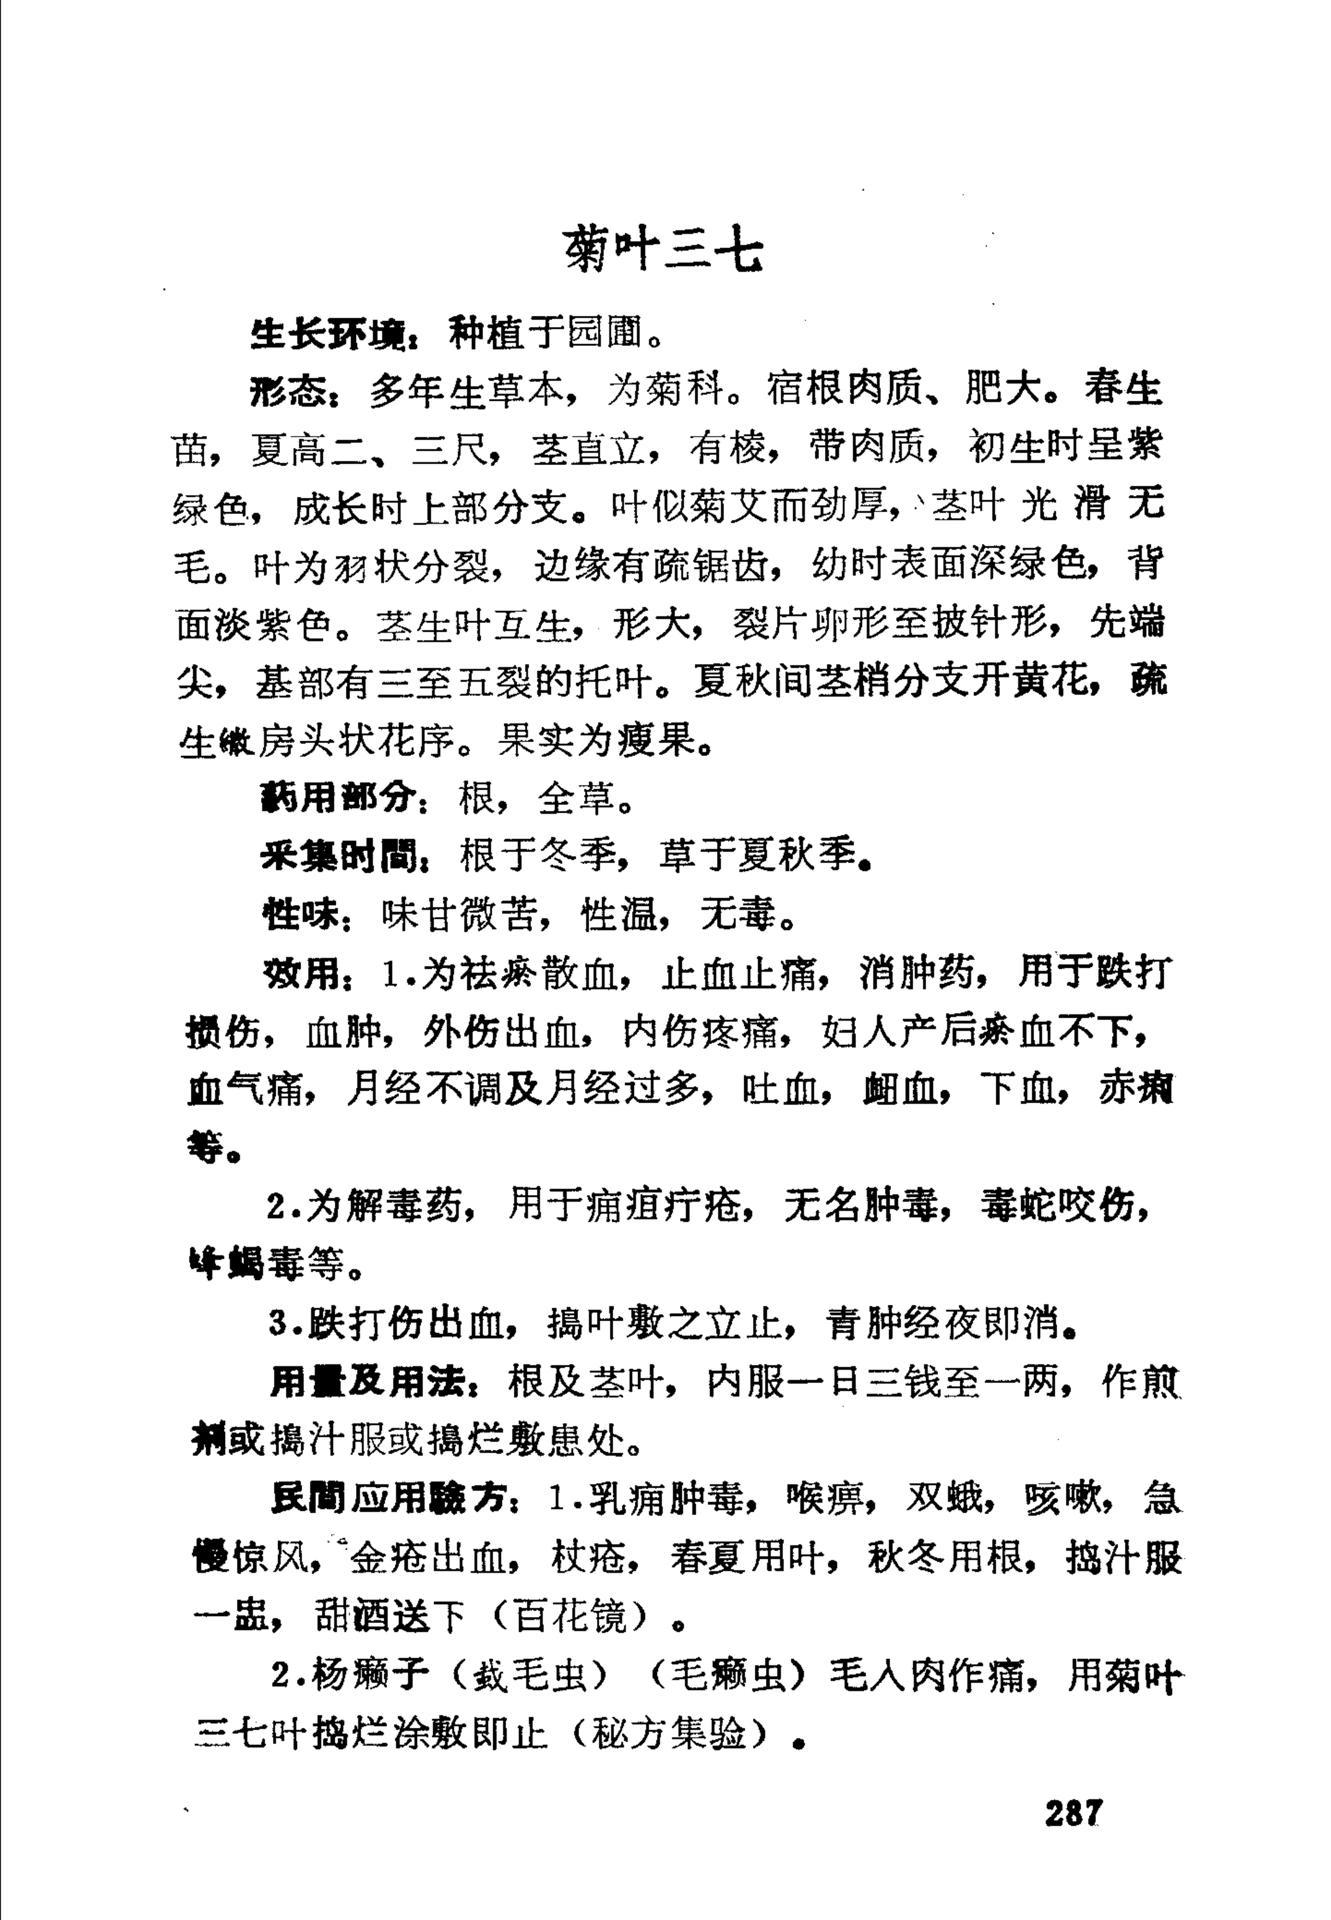 菊叶三七
生长环境：种植于园圃。
形态：多年生草本，为菊科。宿根肉质、肥大。春生
苗，夏高二、三尺，茎直立，有棱，带肉质，初生时呈紫
绿色，成长时上部分支。叶似菊艾而劲厚，茎叶光滑无
毛。叶为羽状分裂，边缘有疏锯齿，幼时表面深绿色，背
面淡紫色。茎生叶互生，形大，裂片卵形至披针形，先端
尖，基部有三至五裂的托叶。夏秋间茎梢分支开黄花，疏
生繖房头状花序。果实为瘦果。
药用部分：根，全草。
采集时間：根于冬季，草于夏秋季。
性味：味甘微苦，性温，无毒。
效用：1.为祛瘀散血，止血止痛，消肿药，用于跌打
损伤，血肿，外伤出血，内伤疼痛，妇人产后瘀血不下，
血气痛，月经不调及月经过多，吐血，衄血，下血，赤痢
等。
2.为解毒药，用于痈疽疔疮，无名肿毒，毒蛇咬伤，
蜂蝎毒等。
3.跌打伤出血，搗叶敷之立止，青肿经夜即消。
用量及用法：根及茎叶，内服一日三钱至一两，作煎
剂或搗汁服或搗烂敷患处。
民間应用驗方：1.乳痈肿毒，喉痹，双蛾，咳嗽，急
慢惊风，金疮出血，杖疮，春夏用叶，秋冬用根，捣汁服
一盅，甜酒送下（百花镜）。
2.杨癞子（蛓毛虫）（毛癞虫）毛人肉作痛，用菊叶
三七叶捣烂涂敷即止（秘方集验）。
287